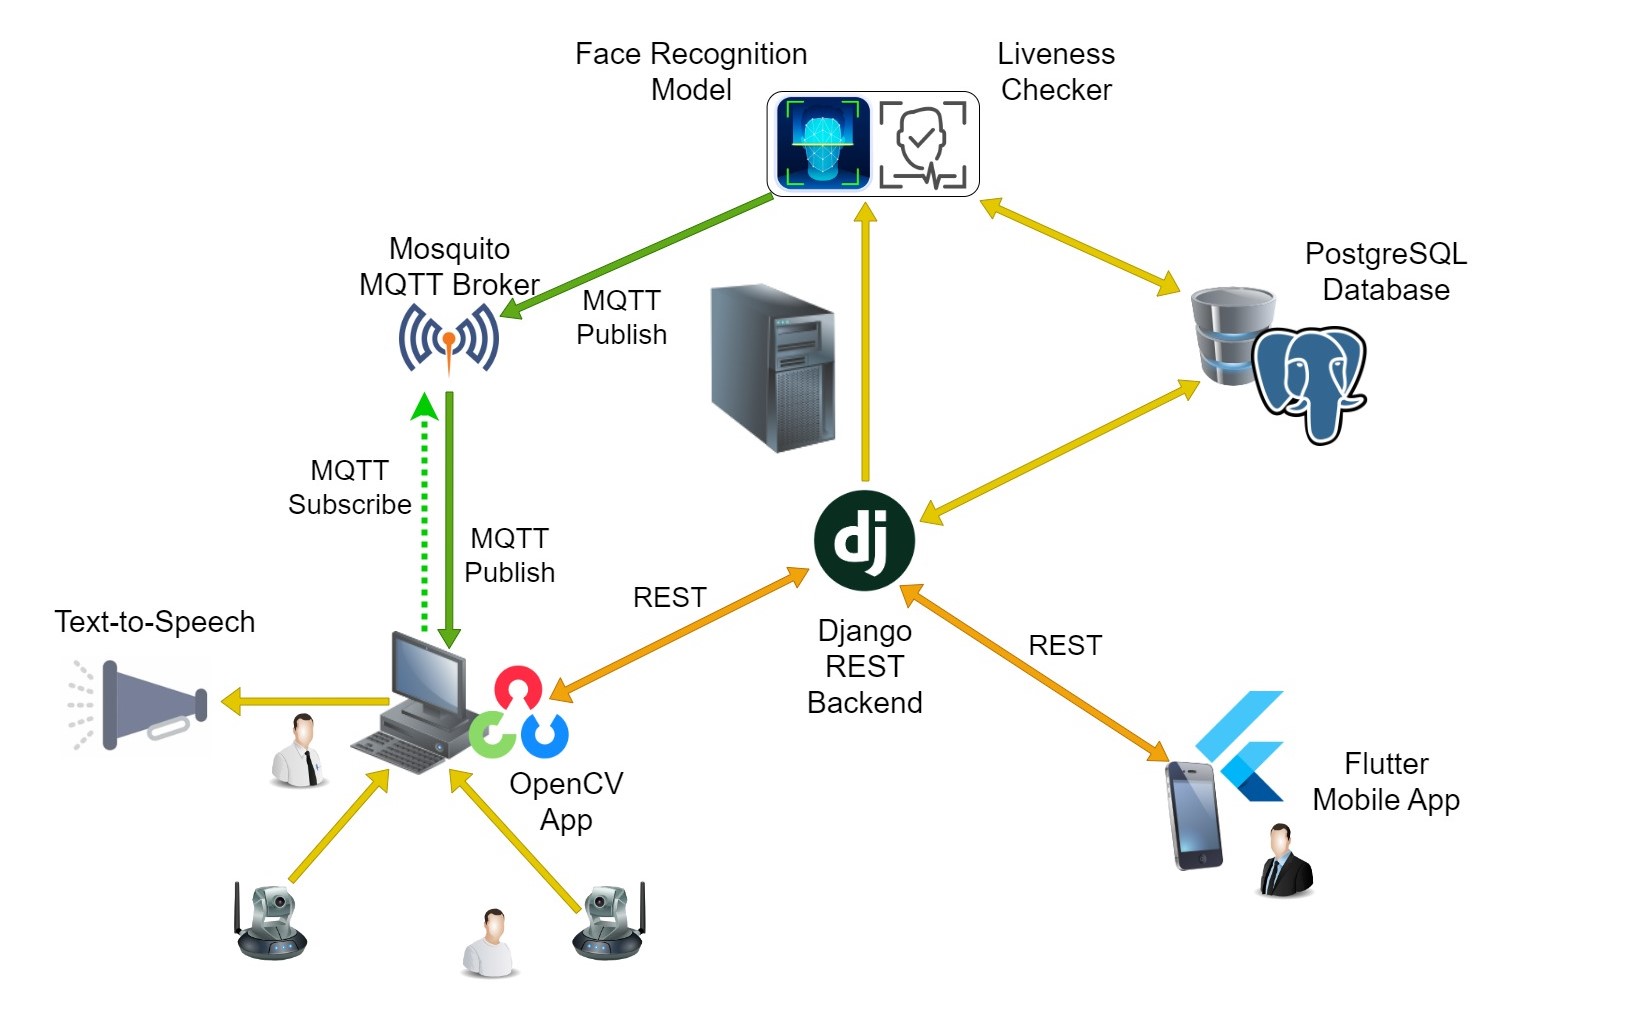 Face Recognition
Model
Liveness
Checker
Mosquito
MQTT Broker
MQTT
Publish
PostgreSQL
Database
MQTT
Subscribe
MQTT
Publish
dj
REST
Django
REST
Backend
REST
Text-to-Speech
OpenCV
App
Flutter
Mobile App